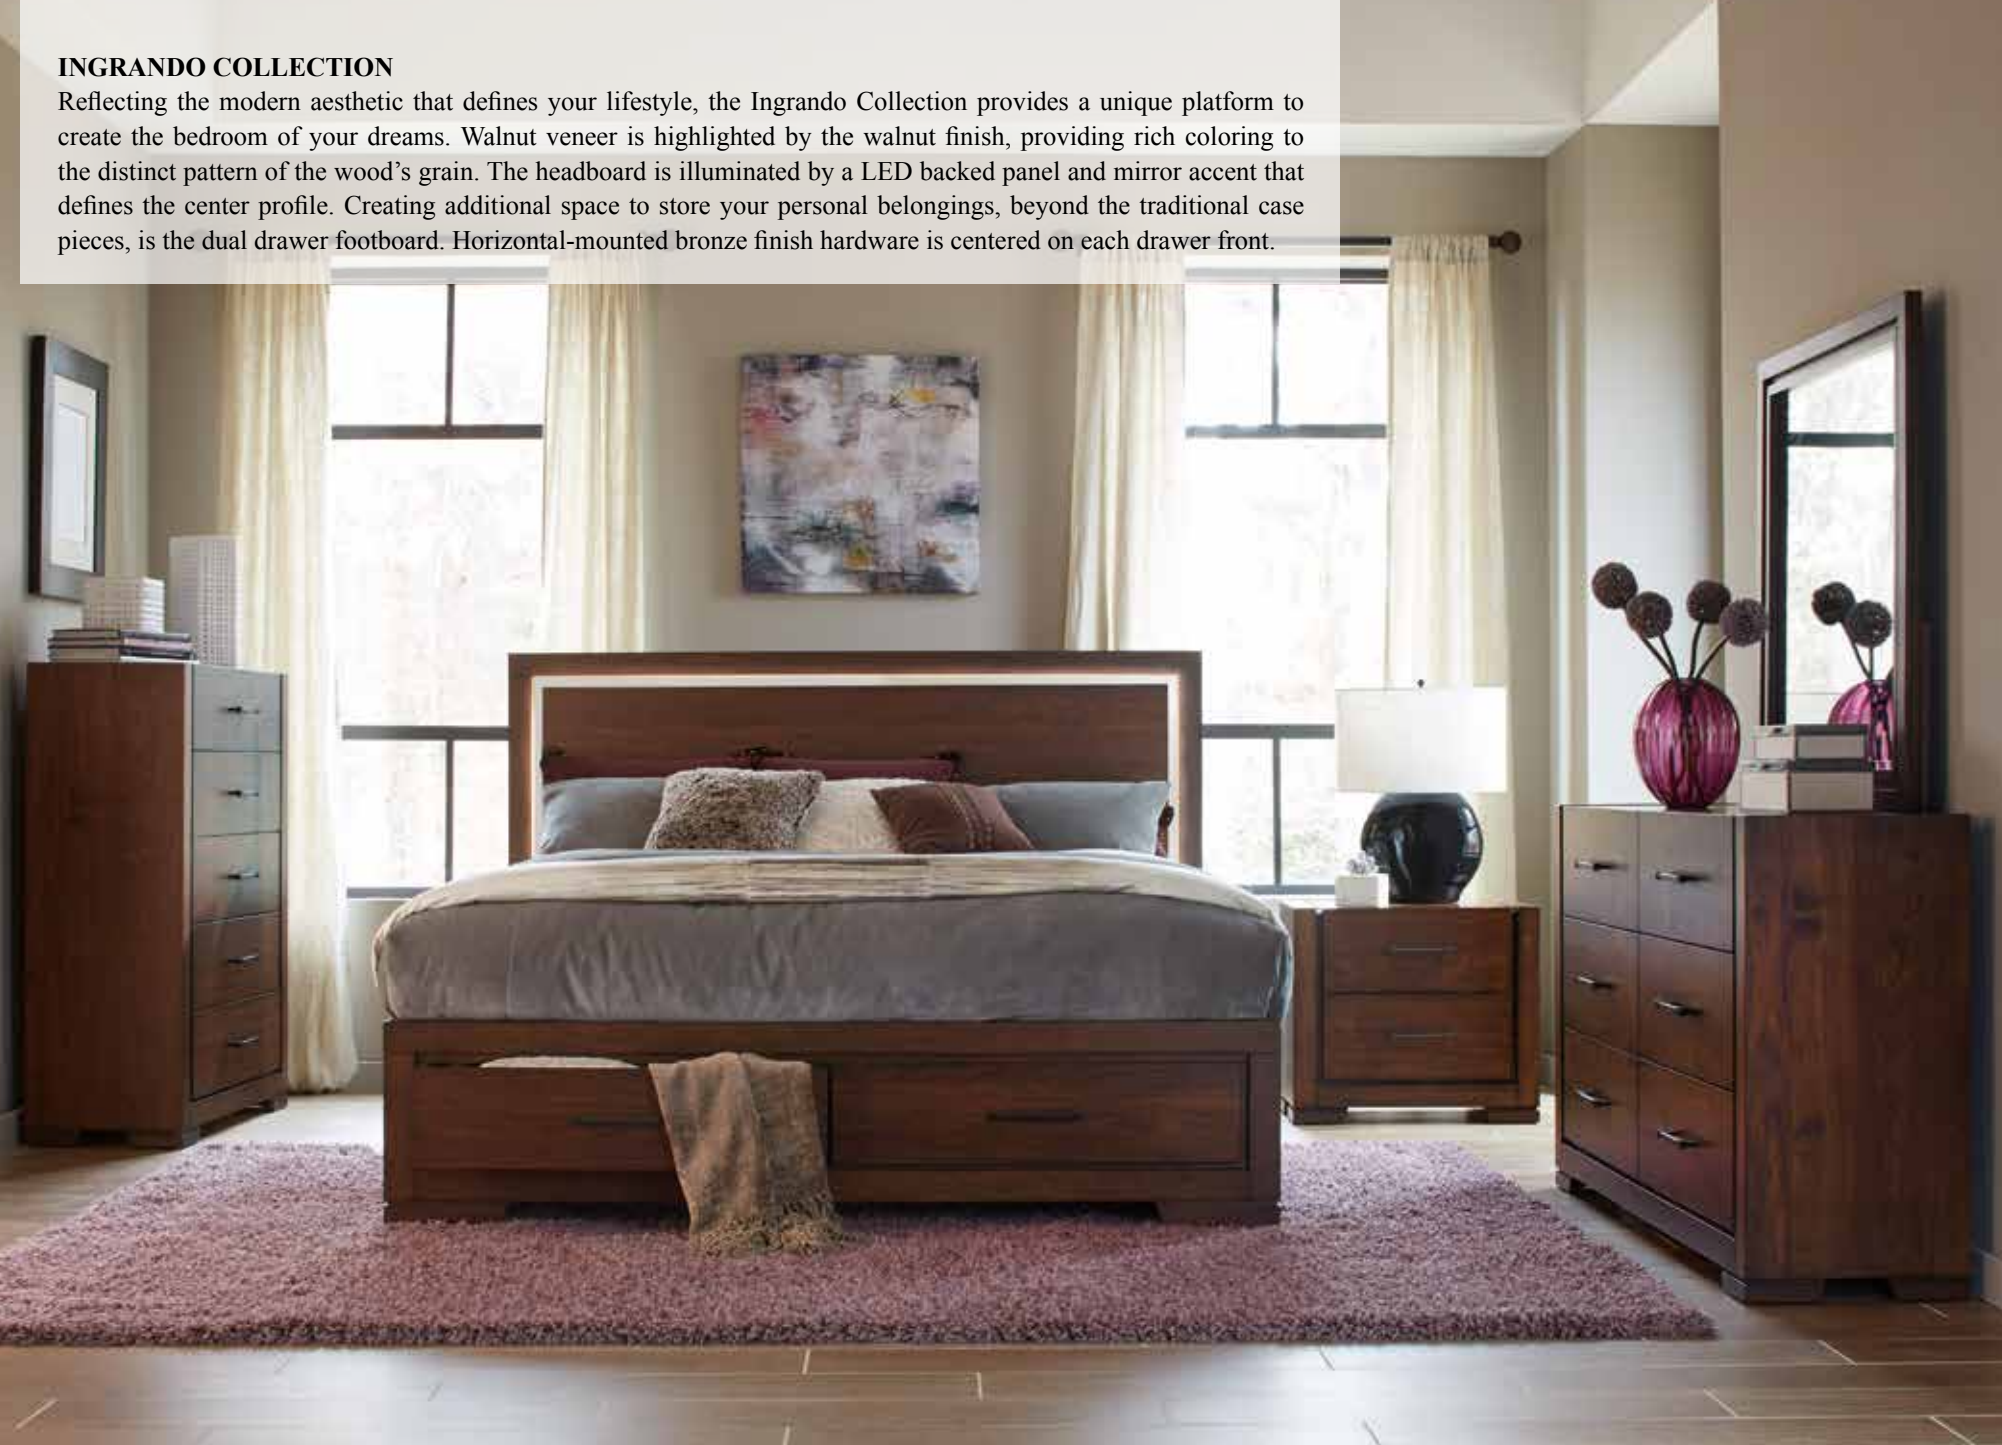 INGRANDO COLLECTION
Reflecting the modern aesthetic that defines your lifestyle, the Ingrando Collection provides a unique platform to
create the bedroom of your dreams. Walnut veneer is highlighted by the walnut finish, providing rich coloring to
the distinct pattern of the wood’s grain. The headboard is illuminated by a LED backed panel and mirror accent that
defines the center profile. Creating additional space to store your personal belongings, beyond the traditional case
pieces, is the dual drawer footboard. Horizontal-mounted bronze finish hardware is centered on each drawer front.